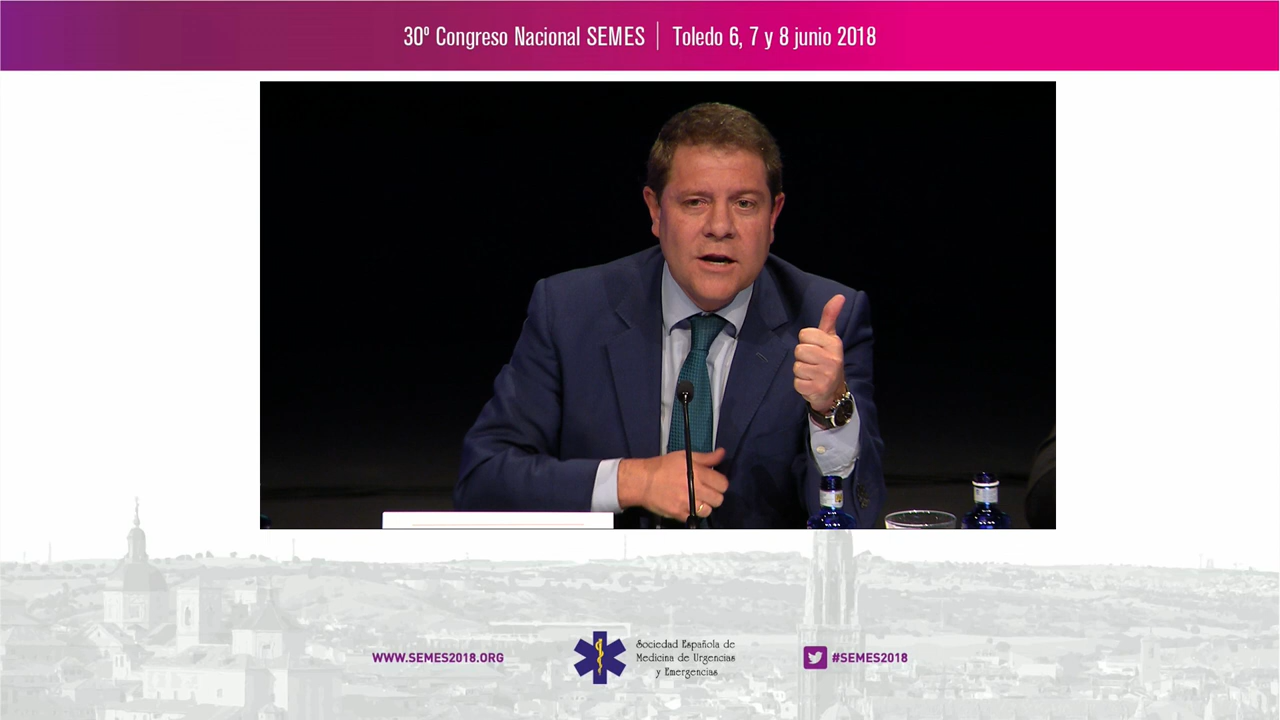 30º Congreso Nacional SEMES | Toledo 6, 7 y 8 junio 2018
WWW.SEMES2018.ORG
Sociedad Española de
Medicina de Urgencias
y Emergencias
#SEMES2018